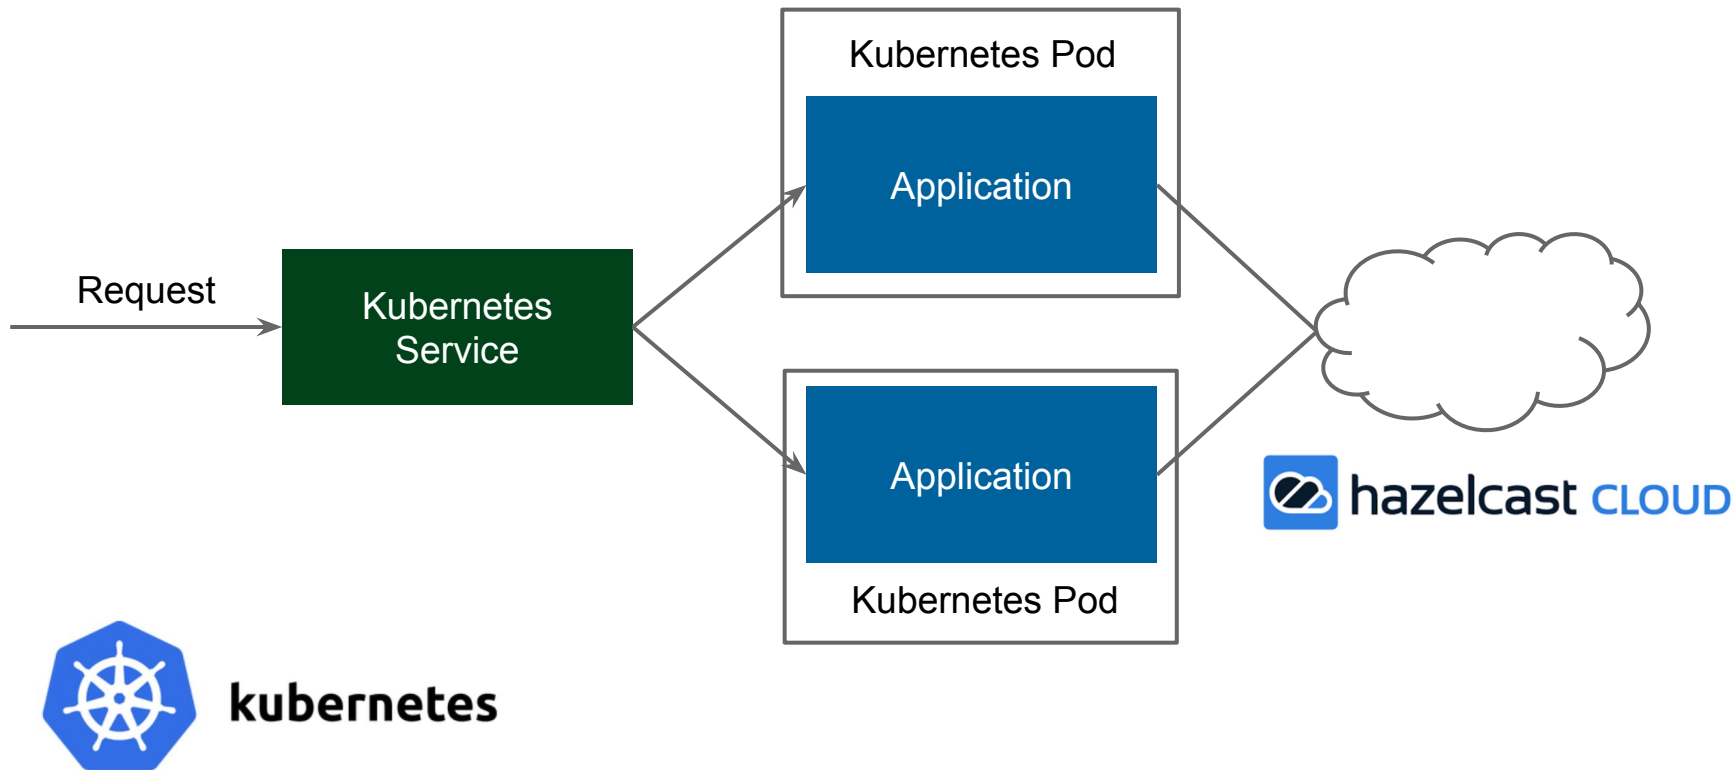 Request
Kubernetes
Service
Kubernetes Pod
Application
Application
Kubernetes Pod
hazelcast CLOUD
kubernetes